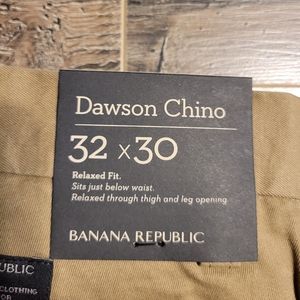 Dawson Chino
32 x 30
Relaxed Fit.
Sits just below waist.
Relaxed through thigh and leg opening
BANANA REPUBLIC
UBLIC
CLOTHING